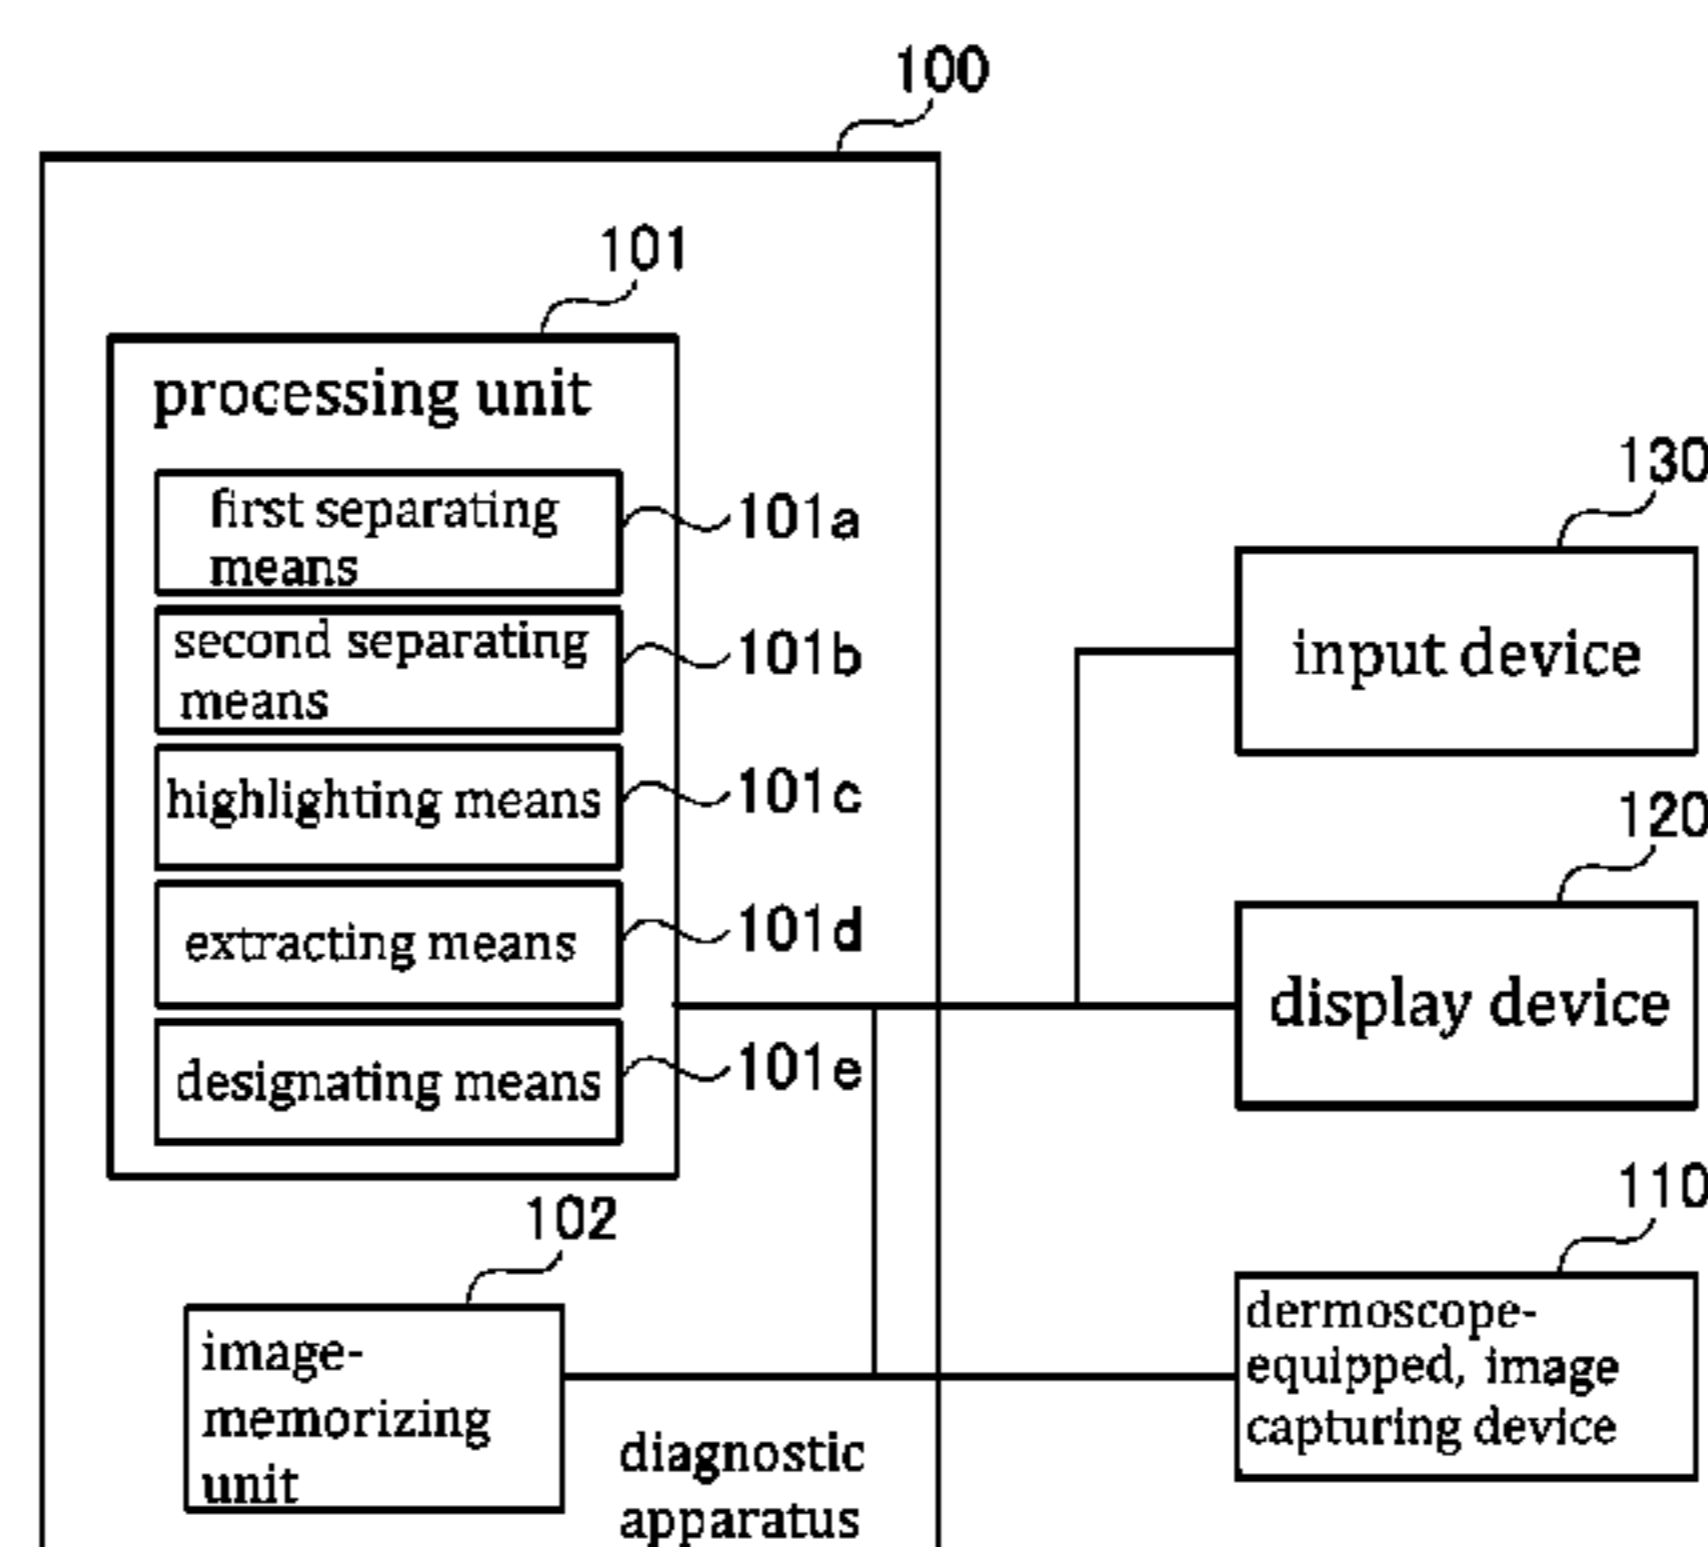 100
101
processing unit
first separating
means
101a
second separating
means
101b
highlighting means
101c
extracting means
101d
designating means
101e
102
image-
memorizing
unit
diagnostic
apparatus
130
input device
120
display device
110
dermoscope-
equipped, image
capturing device